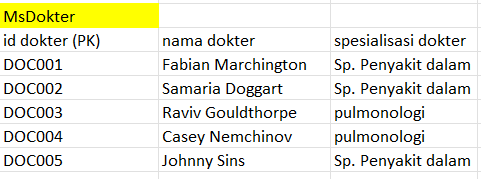 MsDokter
id dokter (PK) nama dokter spesialisasi dokter
DOC001 Fabian Marchington Sp. Penyakit dalam
DOC002 Samaria Doggart Sp. Penyakit dalam
DOC003 Raviv Gouldthorpe pulmonologi
DOC004 Casey Nemchinov pulmonologi
DOC005 Johnny Sins Sp. Penyakit dalam